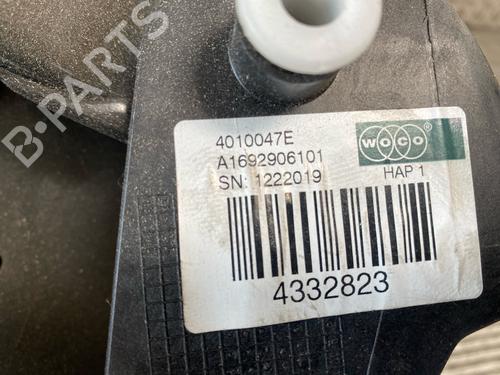 B-PARTS
4010047E
A1692906101
SN: 1222019
WOCO
HAP 1
4332823